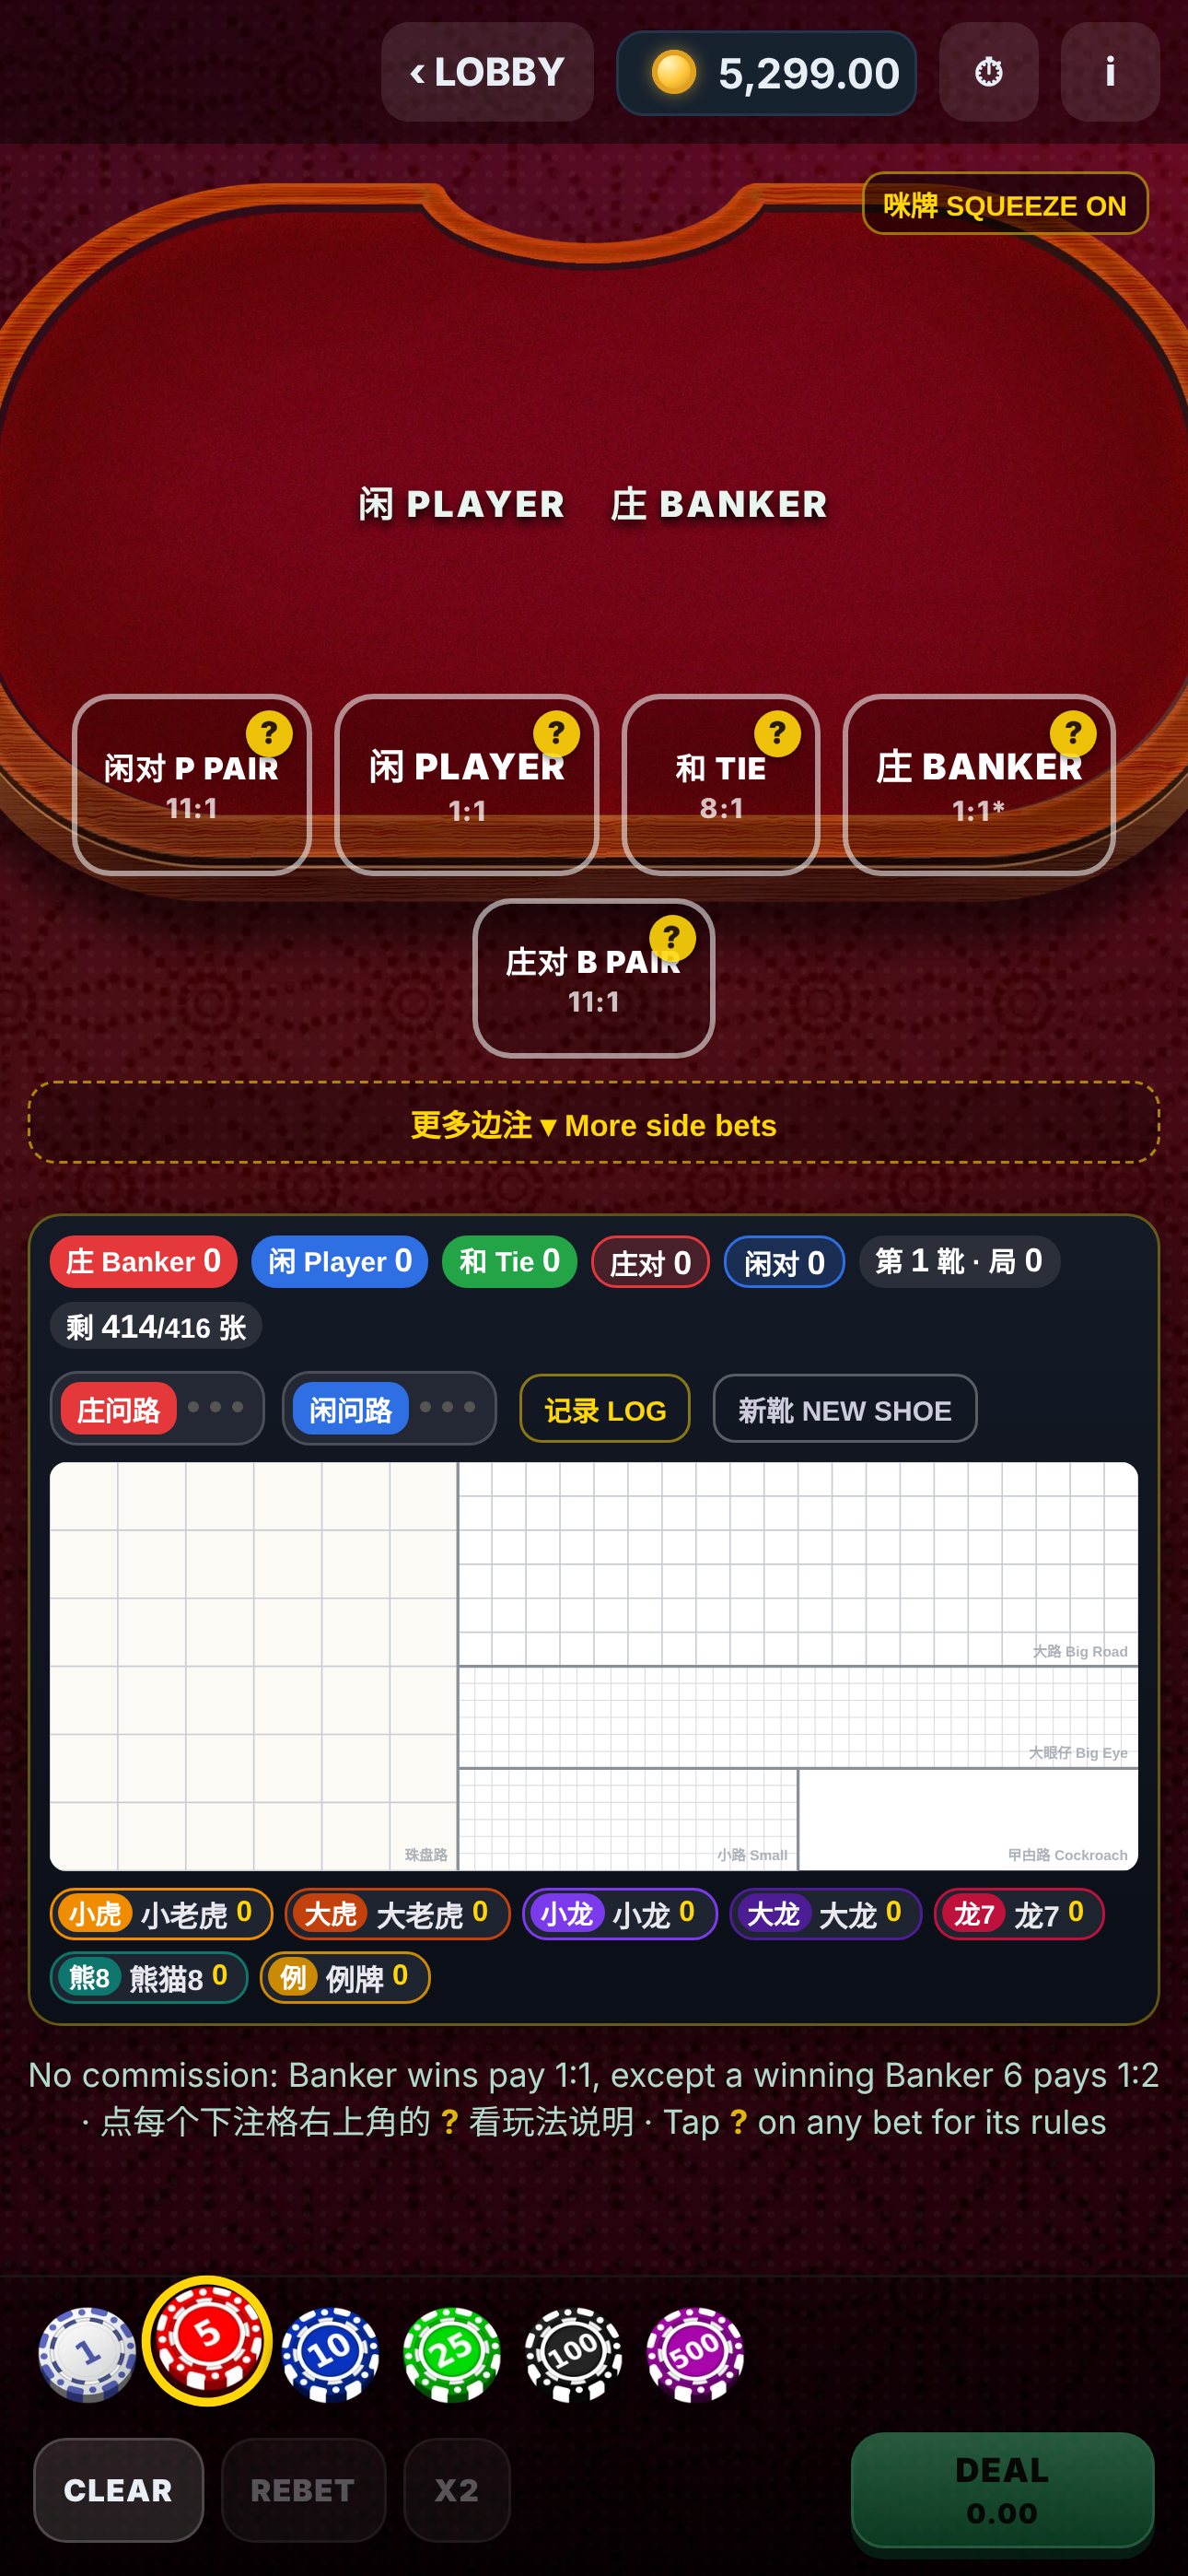 ‹ LOBBY 5,299.00 i
咪牌 SQUEEZE ON
闲 PLAYER 庄 BANKER
? ? ? ?
闲对 P PAIR 闲 PLAYER 和 TIE 庄 BANKER
11:1 1:1 8:1 1:1*
?
庄对 B PAIR
11:1
更多边注 ▾ More side bets
庄 Banker 0 闲 Player 0 和 Tie 0 庄对 0 闲对 0 第 1 靴 · 局 0
剩 414/416 张
庄问路 闲问路 记录 LOG 新靴 NEW SHOE
大路 Big Road
大眼仔 Big Eye
珠盘路 小路 Small 曱甴路 Cockroach
小虎 小老虎 0 大虎 大老虎 0 小龙 小龙 0 大龙 大龙 0 龙7 龙7 0
熊8 熊猫8 0 例 例牌 0
No commission: Banker wins pay 1:1, except a winning Banker 6 pays 1:2
· 点每个下注格右上角的 ? 看玩法说明 · Tap ? on any bet for its rules
1 5 10 25 100 500
CLEAR REBET X2 DEAL
0.00